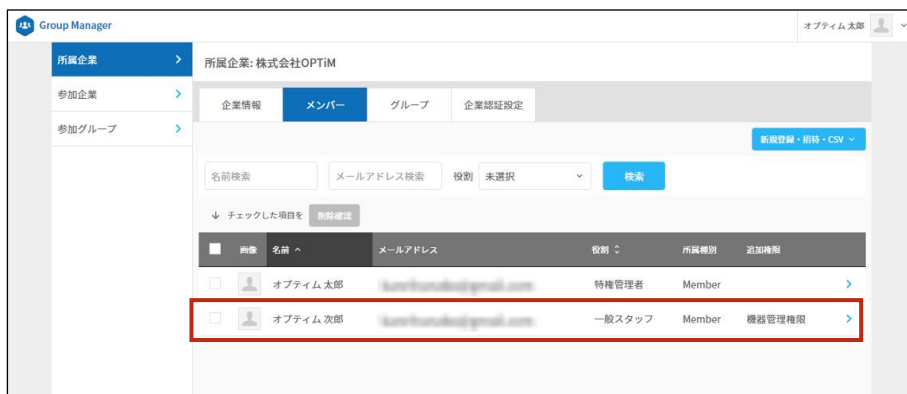 Group Manager
オプティム 太郎
所属企業
参加企業
参加グループ
所属企業: 株式会社OPTiM
企業情報 メンバー グループ 企業認証設定
新規登録・招待・CSV
名前検索 メールアドレス検索 役割 未選択 検索
チェックした項目を 削除確認
画像 名前 メールアドレス 役割 所属種別 追加権限
オプティム 太郎 特権管理者 Member
オプティム 次郎 一般スタッフ Member 機器管理権限